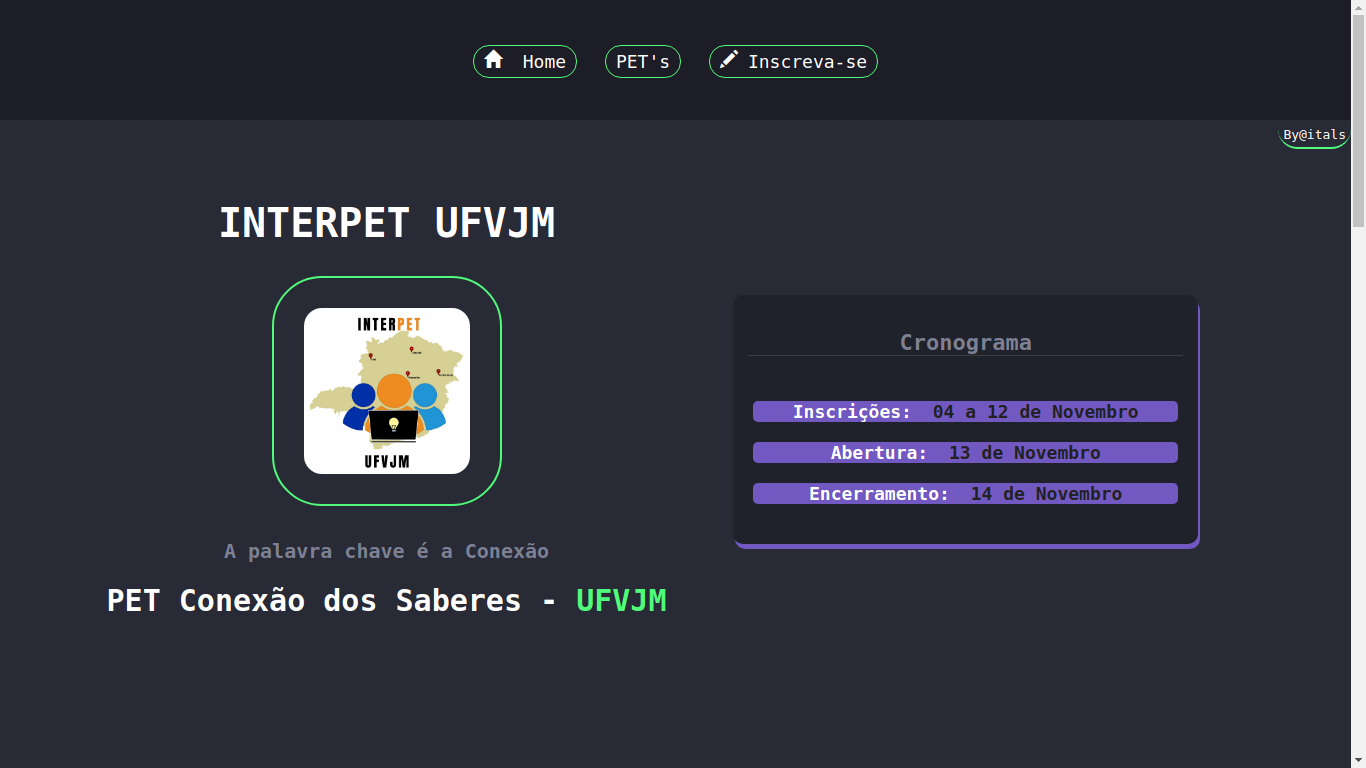 Home
PET's
Inscreva-se
By@itals
INTERPET UFVJM
INTERPET
UFVJM
A palavra chave é a Conexão
PET Conexão dos Saberes - UFVJM
Cronograma
Inscrições: 04 a 12 de Novembro
Abertura: 13 de Novembro
Encerramento: 14 de Novembro